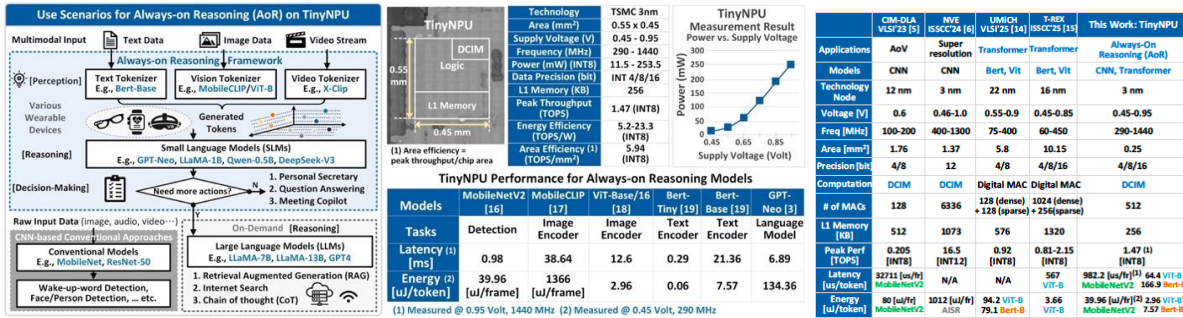 Use Scenarios for Always-on Reasoning (AoR) on TinyNPU
Multimodal Input
Text Data
Image Data
Video Stream
Always-on Reasoning Framework
[Perception]
Text Tokenizer
E.g., Bert-Base
Vision Tokenizer
E.g., MobileCLIP/ViT-B
Video Tokenizer
E.g., X-Clip
Various
Wearable
Devices
Generated
Tokens
[Reasoning]
Small Language Models (SLMs)
E.g., GPT-Neo, LLaMA-1B, Qwen-0.5B, DeepSeek-V3
[Decision-Making]
Need more actions?
N
Y
1. Personal Secretary
2. Question Answering
3. Meeting Copilot
Raw Input Data (image, audio, video···)
CNN-based Conventional Approaches
Conventional Models
E.g., MobileNet, ResNet-50
Wake-up-word Detection,
Face/Person Detection, ... etc.
On-Demand [Reasoning]
Large Language Models (LLMs)
E.g., LLaMA-7B, LLaMA-13B, GPT4
1. Retrieval Augmented Generation (RAG)
2. Internet Search
3. Chain of thought (CoT)
TinyNPU
DCIM
Logic
L1 Memory
0.55 mm
0.45 mm
(1) Area efficiency =
peak throughput/chip area
Technology TSMC 3nm
Area (mm²) 0.55 x 0.45
Supply Voltage (V) 0.45 - 0.95
Frequency (MHz) 290 - 1440
Power (mW) (INT8) 11.5 - 253.5
Data Precision (bit) INT 4/8/16
L1 Memory (KB) 256
Peak Throughput (TOPS) 1.47 (INT8)
Energy Efficiency (TOPS/W) 5.2-23.3 (INT8)
Area Efficiency (1) (TOPS/mm²) 5.94 (INT8)
TinyNPU
Measurement Result
Power vs. Supply Voltage
Power (mW)
300
250
200
150
100
50
0
0.45 0.65 0.85
Supply Voltage (Volt)
TinyNPU Performance for Always-on Reasoning Models
Models MobileNetV2 [16] MobileCLIP [17] ViT-Base/16 [18] Bert-Tiny [19] Bert-Base [19] GPT-Neo [3]
Tasks Detection Image Encoder Image Encoder Text Encoder Text Encoder Language Model
Latency (1) [ms] 0.98 38.64 12.6 0.29 21.36 6.89
Energy (2) [uJ/token] 39.96 [uJ/frame] 1366 [uJ/frame] 2.96 0.06 7.57 134.36
(1) Measured @ 0.95 Volt, 1440 MHz (2) Measured @ 0.45 Volt, 290 MHz
CIM-DLA VLSI'23 [5] NVE ISSCC'24 [6] UMiCH VLSI'25 [14] T-REX ISSCC'25 [15] This Work: TinyNPU
Applications AoV Super resolution Transformer Transformer Always-On Reasoning (AoR)
Models CNN CNN Bert, Vit Bert, Vit CNN, Transformer
Technology Node 12 nm 3 nm 22 nm 16 nm 3 nm
Voltage [V] 0.6 0.46-1.0 0.55-0.9 0.45-0.85 0.45-0.95
Freq [MHz] 100-200 400-1300 75-400 60-450 290-1440
Area [mm²] 1.76 1.37 5.8 10.15 0.25
Precision[bit] 4/8 12 4/8 4/8/16 4/8/16
Computation DCIM DCIM Digital MAC Digital MAC DCIM
# of MACs 128 6336 128 (dense) + 128 (sparse) 1024 (dense) + 256(sparse) 512
L1 Memory [KB] 512 1073 576 1320 256
Peak Perf [TOPS] 0.205 [INT8] 16.5 [INT12] 0.92 [INT8] 0.81-2.15 [INT8] 1.47 (1) [INT8]
Latency [us/token] 32711 [us/fr] MobileNetV2 N/A N/A 567 ViT-B 982.2 [us/fr](1) MobileNetV2 64.4 ViT-B 166.9 Bert-B
Energy [uJ/token] 80 [uJ/fr] MobileNetV2 1012 [uJ/fr] AISR 94.2 ViT-B 79.1 Bert-B 3.66 ViT-B 39.96 [uJ/fr](2) MobileNetV2 2.96 ViT-B 7.57 Bert-B